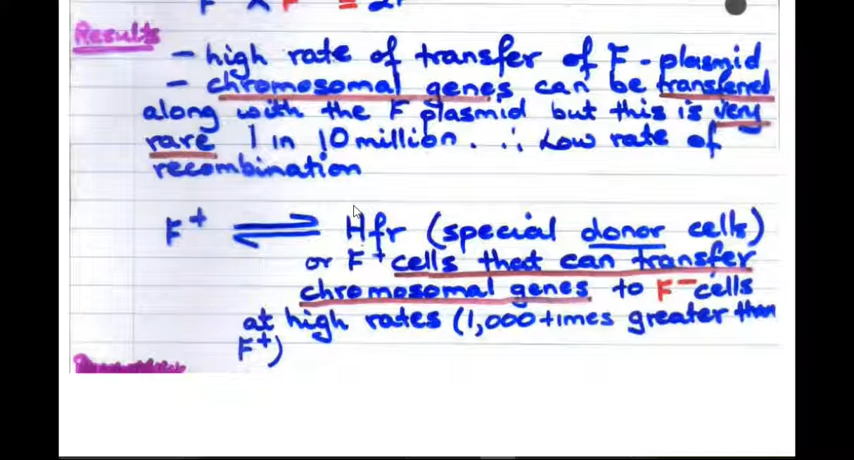 Results
- high rate of transfer of F-plasmid
- chromosomal genes can be transferred
along with the F plasmid but this is very
rare 1 in 10 million. ∴ Low rate of
recombination
F⁺ ⇌ Hfr (special donor cells)
or F⁺ cells that can transfer
chromosomal genes to F⁻ cells
at high rates (1,000 times greater than
F⁺)